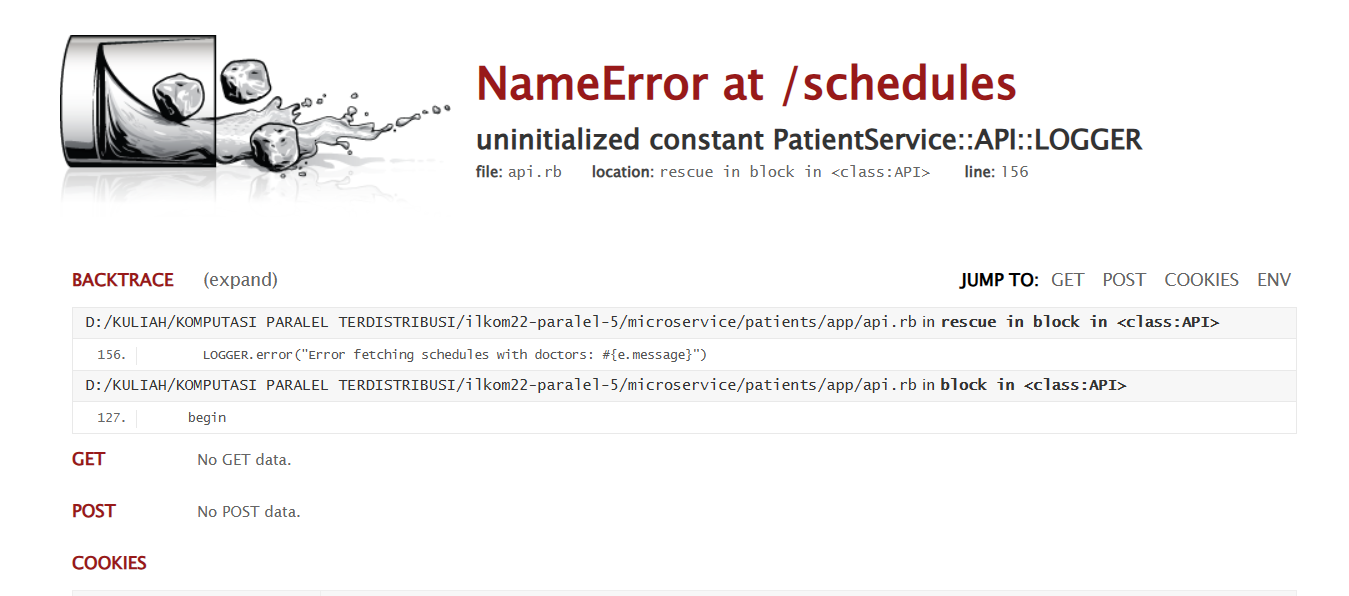 NameError at /schedules
uninitialized constant PatientService::API::LOGGER
file: api.rb location: rescue in block in <class:API> line: 156
BACKTRACE (expand) JUMP TO: GET POST COOKIES ENV
D:/KULIAH/KOMPUTASI PARALEL TERDISTRIBUSI/ilkom22-paralel-5/microservice/patients/app/api.rb in rescue in block in <class:API>
156. LOGGER.error("Error fetching schedules with doctors: #{e.message}")
D:/KULIAH/KOMPUTASI PARALEL TERDISTRIBUSI/ilkom22-paralel-5/microservice/patients/app/api.rb in block in <class:API>
127. begin
GET No GET data.
POST No POST data.
COOKIES